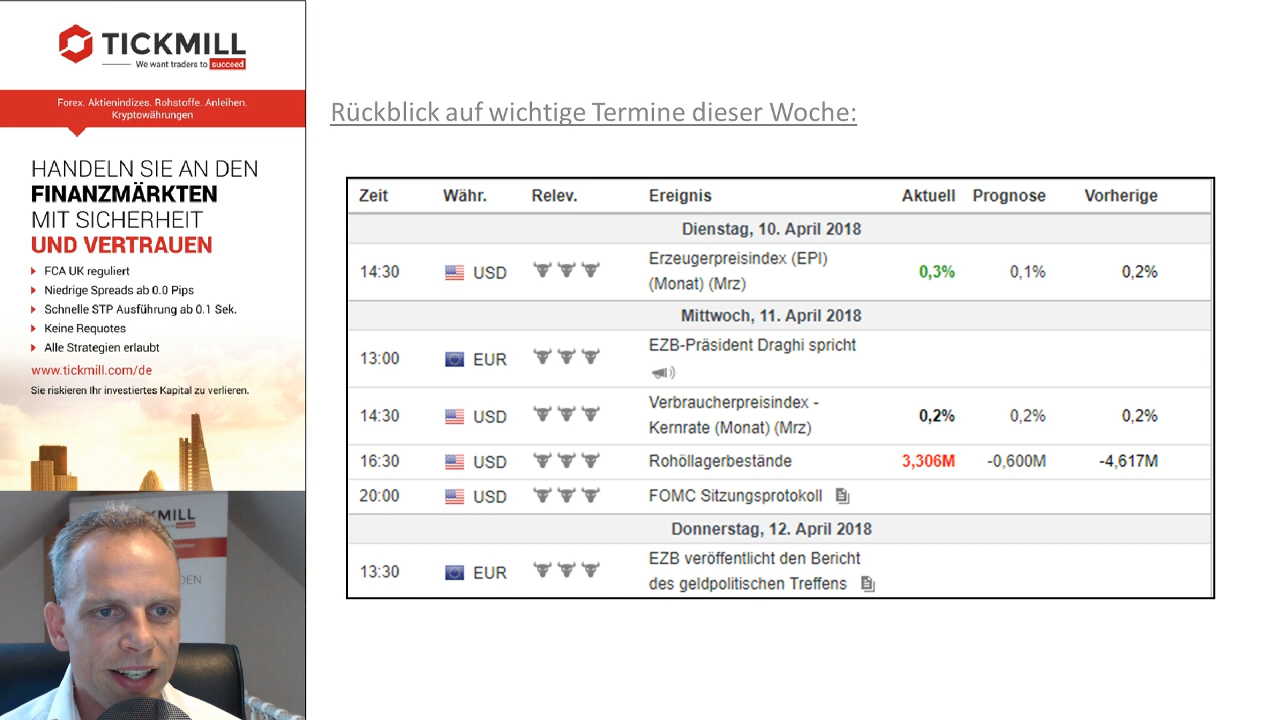 TICKMILL
We want traders to succeed
Forex. Aktienindizes. Rohstoffe. Anleihen.
Kryptowährungen
HANDELN SIE AN DEN
FINANZMÄRKTEN
MIT SICHERHEIT
UND VERTRAUEN
FCA UK reguliert
Niedrige Spreads ab 0.0 Pips
Schnelle STP Ausführung ab 0.1 Sek.
Keine Requotes
Alle Strategien erlaubt
www.tickmill.com/de
Sie riskieren Ihr investiertes Kapital zu verlieren.
Rückblick auf wichtige Termine dieser Woche:
Zeit Währ. Relev. Ereignis Aktuell Prognose Vorherige
Dienstag, 10. April 2018
14:30 USD Erzeugerpreisindex (EPI) 0,3% 0,1% 0,2%
(Monat) (Mrz)
Mittwoch, 11. April 2018
13:00 EUR EZB-Präsident Draghi spricht
14:30 USD Verbraucherpreisindex - 0,2% 0,2% 0,2%
Kernrate (Monat) (Mrz)
16:30 USD Rohöllagerbestände 3,306M -0,600M -4,617M
20:00 USD FOMC Sitzungsprotokoll
Donnerstag, 12. April 2018
13:30 EUR EZB veröffentlicht den Bericht
des geldpolitischen Treffens